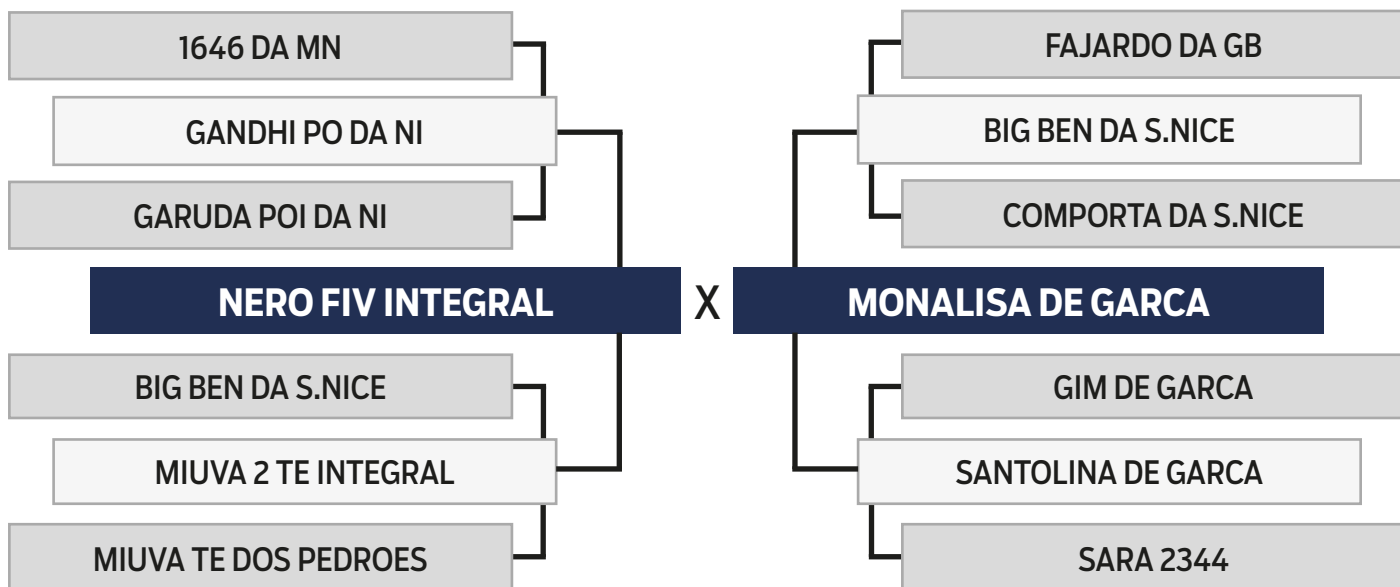 1646 DA MN
GANDHI PO DA NI
GARUDA POI DA NI
NERO FIV INTEGRAL
BIG BEN DA S.NICE
MIUVA 2 TE INTEGRAL
MIUVA TE DOS PEDROES
X
FAJARDO DA GB
BIG BEN DA S.NICE
COMPORTA DA S.NICE
MONALISA DE GARCA
GIM DE GARCA
SANTOLINA DE GARCA
SARA 2344